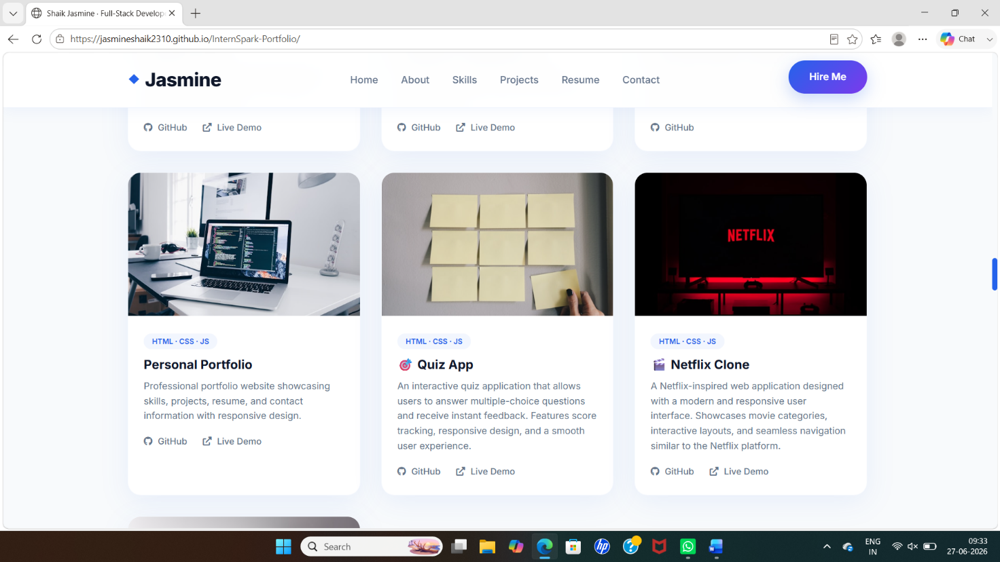 Shaik Jasmine · Full-Stack Develop
https://jasmineshaik2310.github.io/InternSpark-Portfolio/
Chat
Jasmine
Home About Skills Projects Resume Contact
Hire Me
GitHub Live Demo
GitHub Live Demo
GitHub
NETFLIX
HTML · CSS · JS
Personal Portfolio
Professional portfolio website showcasing
skills, projects, resume, and contact
information with responsive design.
GitHub Live Demo
HTML · CSS · JS
🎯 Quiz App
An interactive quiz application that allows
users to answer multiple-choice questions
and receive instant feedback. Features score
tracking, responsive design, and a smooth
user experience.
GitHub Live Demo
HTML · CSS · JS
🎬 Netflix Clone
A Netflix-inspired web application designed
with a modern and responsive user
interface. Showcases movie categories,
interactive layouts, and seamless navigation
similar to the Netflix platform.
GitHub Live Demo
Search
hp
ENG
IN
09:33
27-06-2026